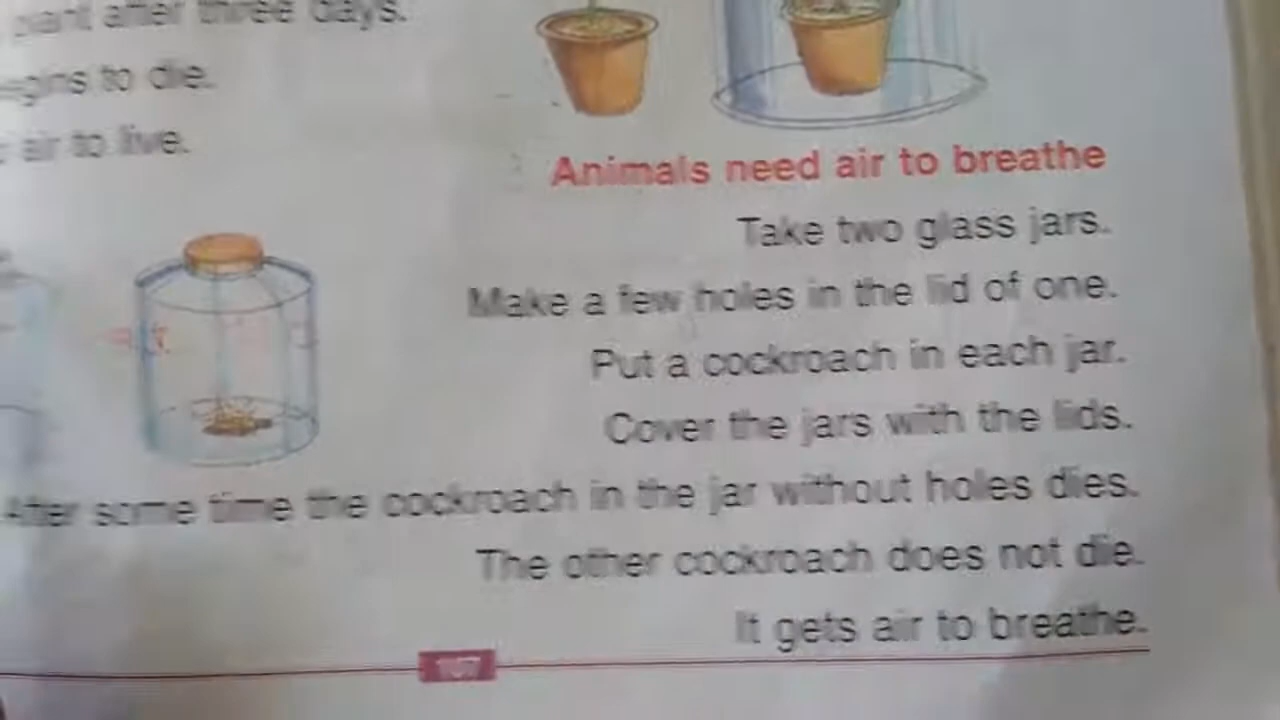 plant after three days.
begins to die.
air to live.
Animals need air to breathe
Take two glass jars.
Make a few holes in the lid of one.
Put a cockroach in each jar.
Cover the jars with the lids.
After some time the cockroach in the jar without holes dies.
The other cockroach does not die.
It gets air to breathe.
107